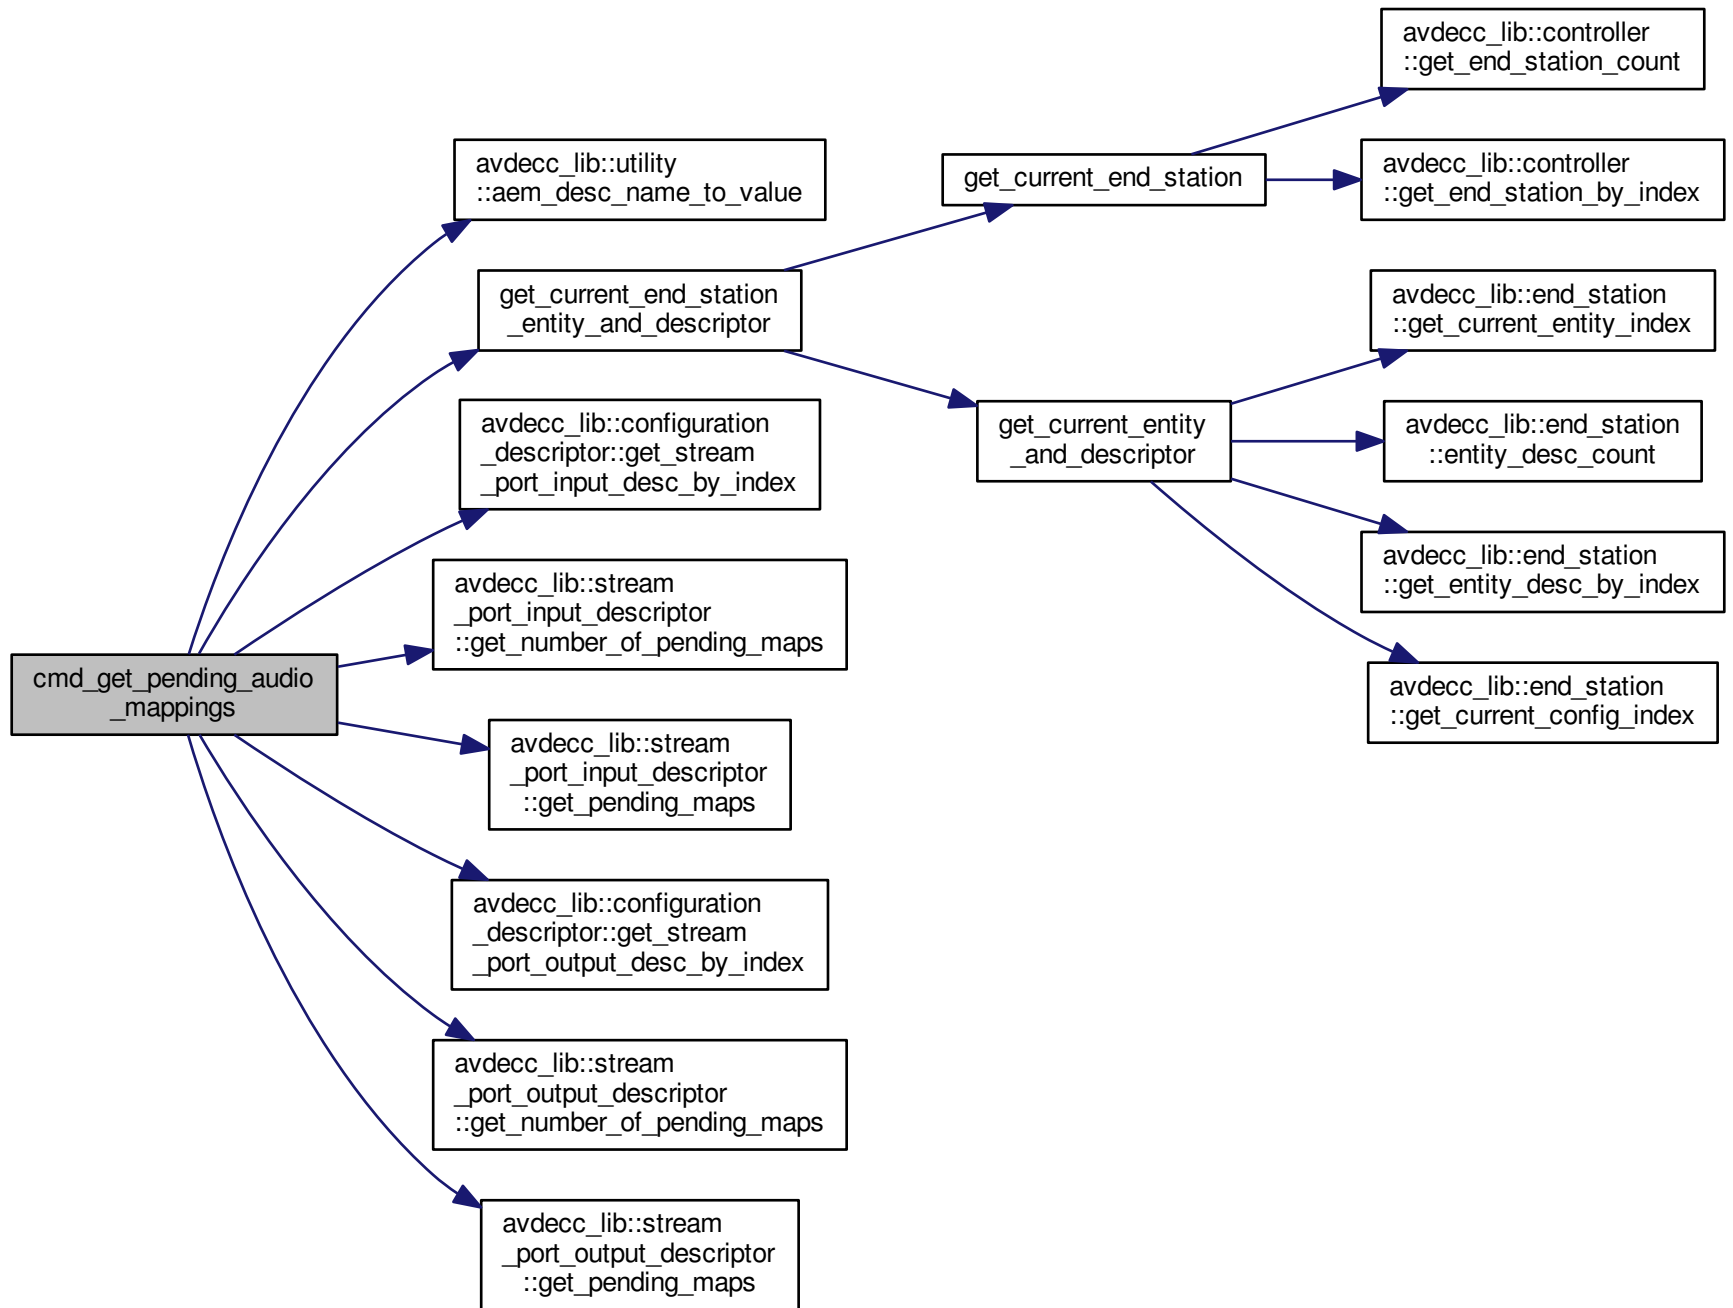 cmd_get_pending_audio
_mappings
avdecc_lib::utility
::aem_desc_name_to_value
get_current_end_station
_entity_and_descriptor
avdecc_lib::configuration
_descriptor::get_stream
_port_input_desc_by_index
avdecc_lib::stream
_port_input_descriptor
::get_number_of_pending_maps
avdecc_lib::stream
_port_input_descriptor
::get_pending_maps
avdecc_lib::configuration
_descriptor::get_stream
_port_output_desc_by_index
avdecc_lib::stream
_port_output_descriptor
::get_number_of_pending_maps
avdecc_lib::stream
_port_output_descriptor
::get_pending_maps
get_current_end_station
get_current_entity
_and_descriptor
avdecc_lib::controller
::get_end_station_count
avdecc_lib::controller
::get_end_station_by_index
avdecc_lib::end_station
::get_current_entity_index
avdecc_lib::end_station
::entity_desc_count
avdecc_lib::end_station
::get_entity_desc_by_index
avdecc_lib::end_station
::get_current_config_index